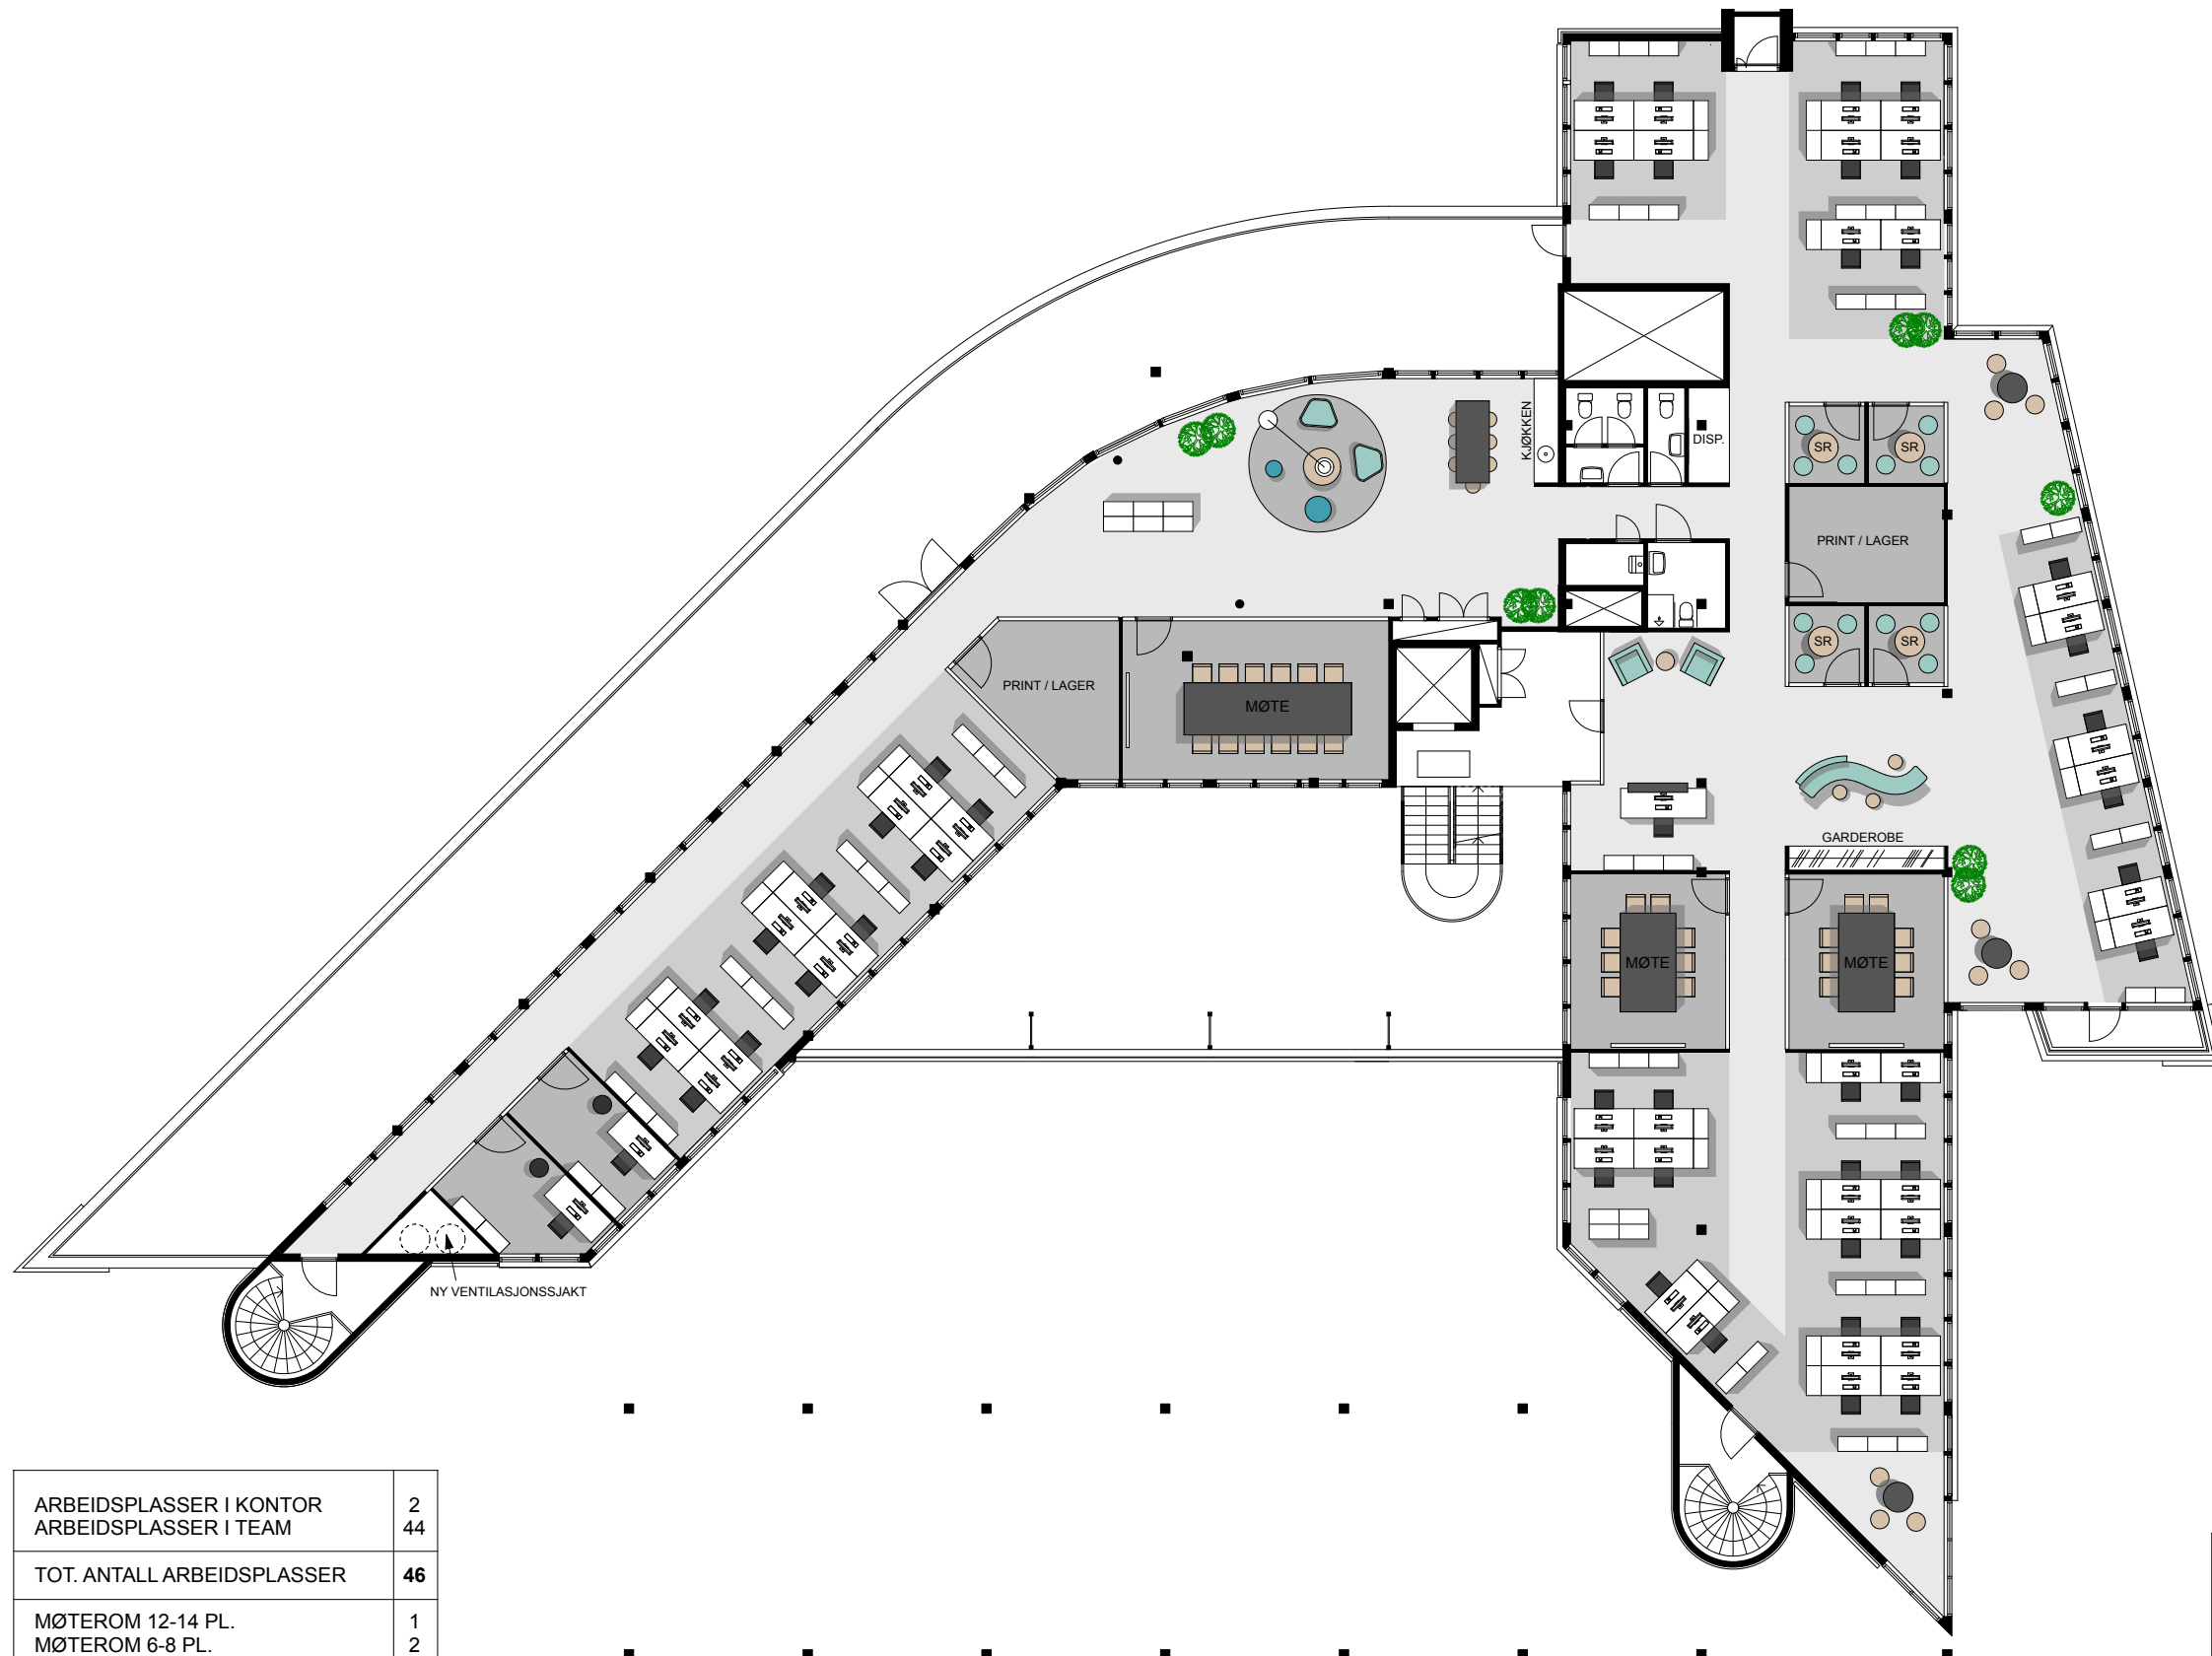 KJØKKEN
DISP.
SR
SR
PRINT / LAGER
SR
SR
PRINT / LAGER
MØTE
GARDEROBE
MØTE
MØTE
NY VENTILASJONSSJAKT
ARBEIDSPLASSER I KONTOR 2
ARBEIDSPLASSER I TEAM 44
TOT. ANTALL ARBEIDSPLASSER 46
MØTEROM 12-14 PL. 1
MØTEROM 6-8 PL. 2